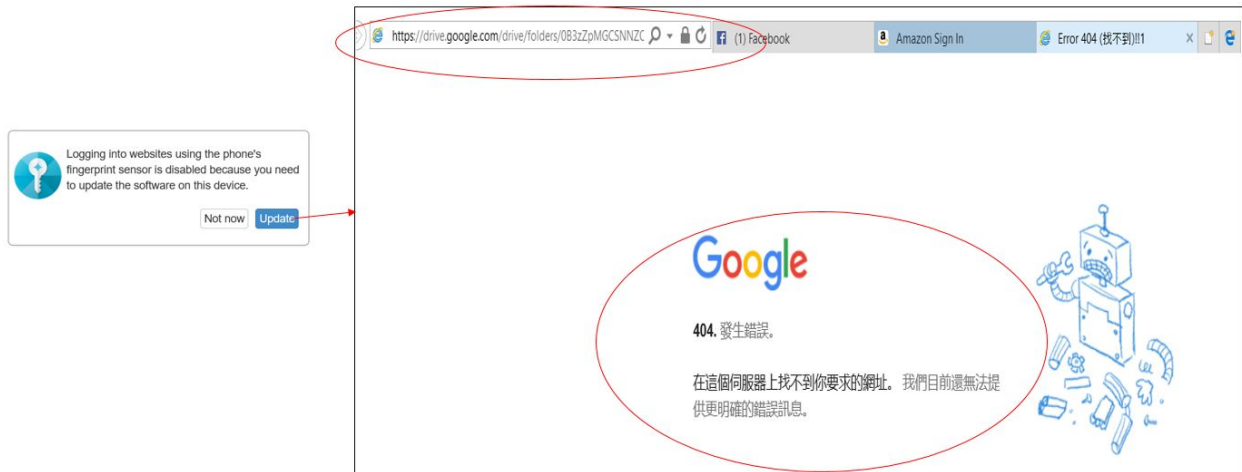 https://drive.google.com/drive/folders/0B3zZpMGCSNNZC
(1) Facebook
Amazon Sign In
Error 404 (找不到)!!1
Logging into websites using the phone's
fingerprint sensor is disabled because you need
to update the software on this device.
Not now
Update
Google
404. 發生錯誤。
在這個伺服器上找不到你要求的網址。 我們目前還無法提
供更明確的錯誤訊息。